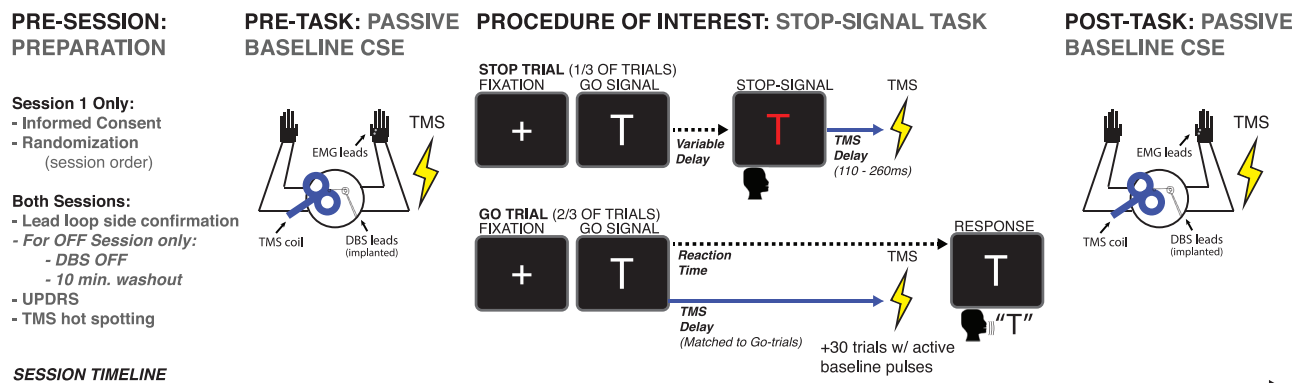 PRE-SESSION:
PREPARATION
Session 1 Only:
- Informed Consent
- Randomization
(session order)
Both Sessions:
- Lead loop side confirmation
- For OFF Session only:
- DBS OFF
- 10 min. washout
- UPDRS
- TMS hot spotting
SESSION TIMELINE
PRE-TASK: PASSIVE
BASELINE CSE
TMS
EMG leads
TMS coil
DBS leads
(implanted)
PROCEDURE OF INTEREST: STOP-SIGNAL TASK
STOP TRIAL (1/3 OF TRIALS)
FIXATION
GO SIGNAL
STOP-SIGNAL
TMS
+
T
Variable
Delay
T
TMS
Delay
(110 - 260ms)
GO TRIAL (2/3 OF TRIALS)
FIXATION
GO SIGNAL
RESPONSE
+
T
Reaction
Time
TMS
T
TMS
Delay
(Matched to Go-trials)
"T"
+30 trials w/ active
baseline pulses
POST-TASK: PASSIVE
BASELINE CSE
TMS
EMG leads
TMS coil
DBS leads
(implanted)